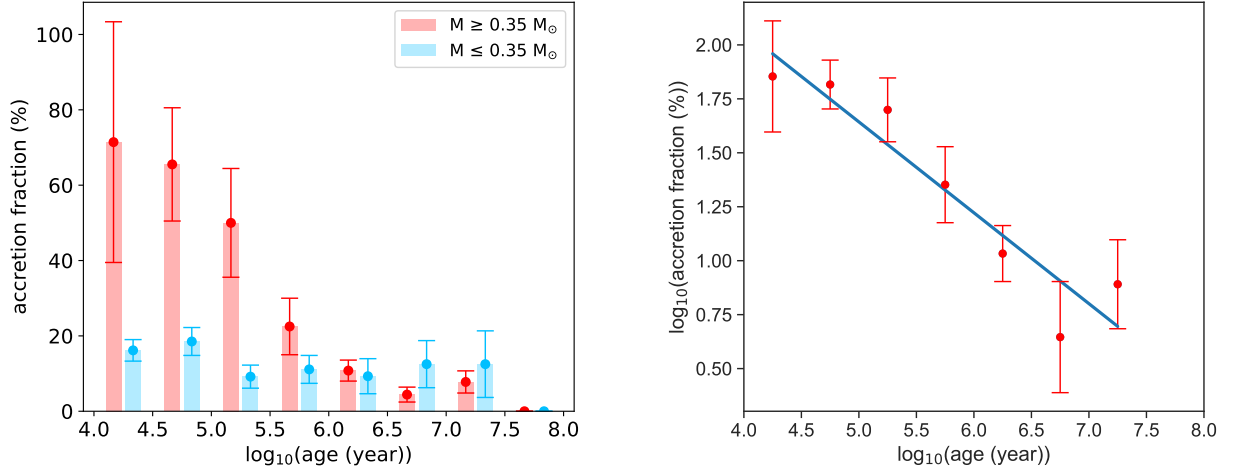 accretion fraction (%)
100
80
60
40
20
0
M ≥ 0.35 M⊙
M ≤ 0.35 M⊙
4.0 4.5 5.0 5.5 6.0 6.5 7.0 7.5 8.0
log10(age (year))
log10(accretion fraction (%))
2.00
1.75
1.50
1.25
1.00
0.75
0.50
4.0 4.5 5.0 5.5 6.0 6.5 7.0 7.5 8.0
log10(age (year))